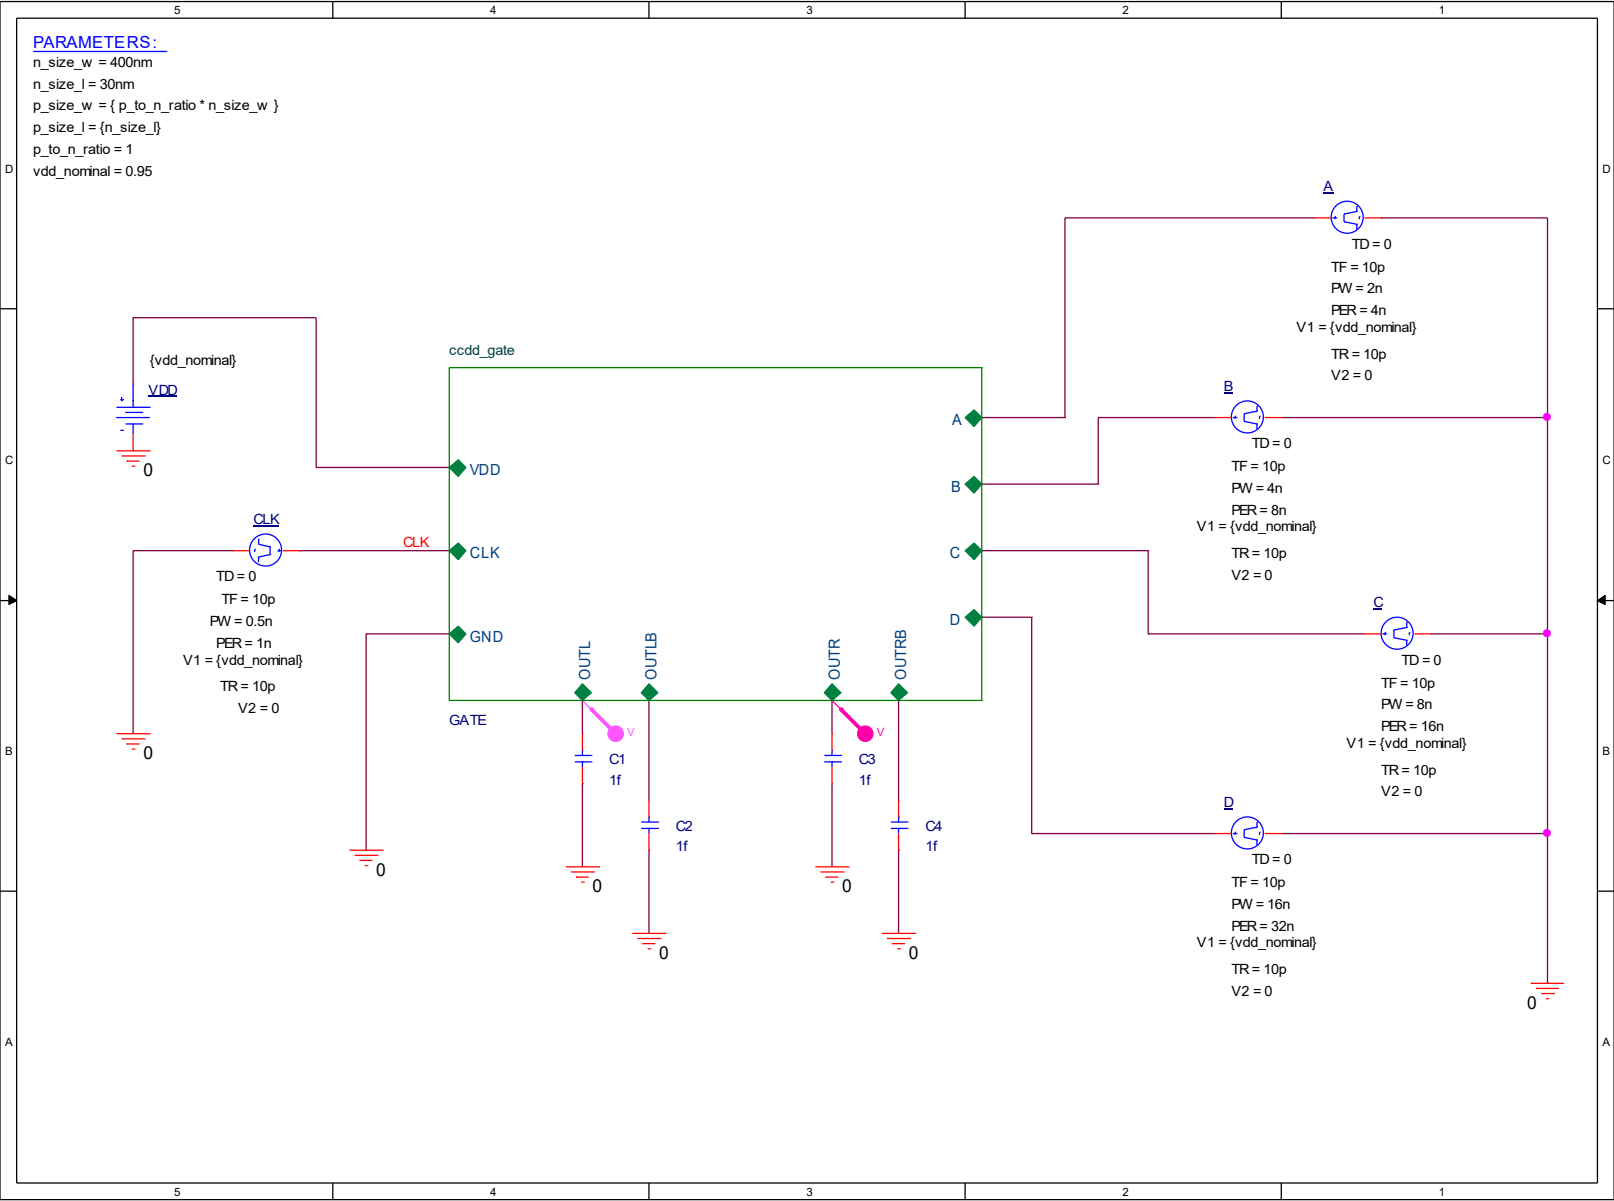 5 4 3 2 1
PARAMETERS:
n_size_w = 400nm
n_size_l = 30nm
p_size_w = { p_to_n_ratio * n_size_w }
p_size_l = {n_size_l}
p_to_n_ratio = 1
vdd_nominal = 0.95
D
D
A
TD = 0
TF = 10p
PW = 2n
PER = 4n
V1 = {vdd_nominal}
TR = 10p
V2 = 0
{vdd_nominal}
VDD
0
ccdd_gate
VDD
CLK
GND
A
B
C
D
OUTL
OUTLB
OUTR
OUTRB
GATE
B
TD = 0
TF = 10p
PW = 4n
PER = 8n
V1 = {vdd_nominal}
TR = 10p
V2 = 0
C
C
CLK
CLK
TD = 0
TF = 10p
PW = 0.5n
PER = 1n
V1 = {vdd_nominal}
TR = 10p
V2 = 0
0
C
TD = 0
TF = 10p
PW = 8n
PER = 16n
V1 = {vdd_nominal}
TR = 10p
V2 = 0
V
V
B
B
C1
1f
C3
1f
C2
1f
C4
1f
0
0
0
0
0
D
TD = 0
TF = 10p
PW = 16n
PER = 32n
V1 = {vdd_nominal}
TR = 10p
V2 = 0
0
A
A
5 4 3 2 1